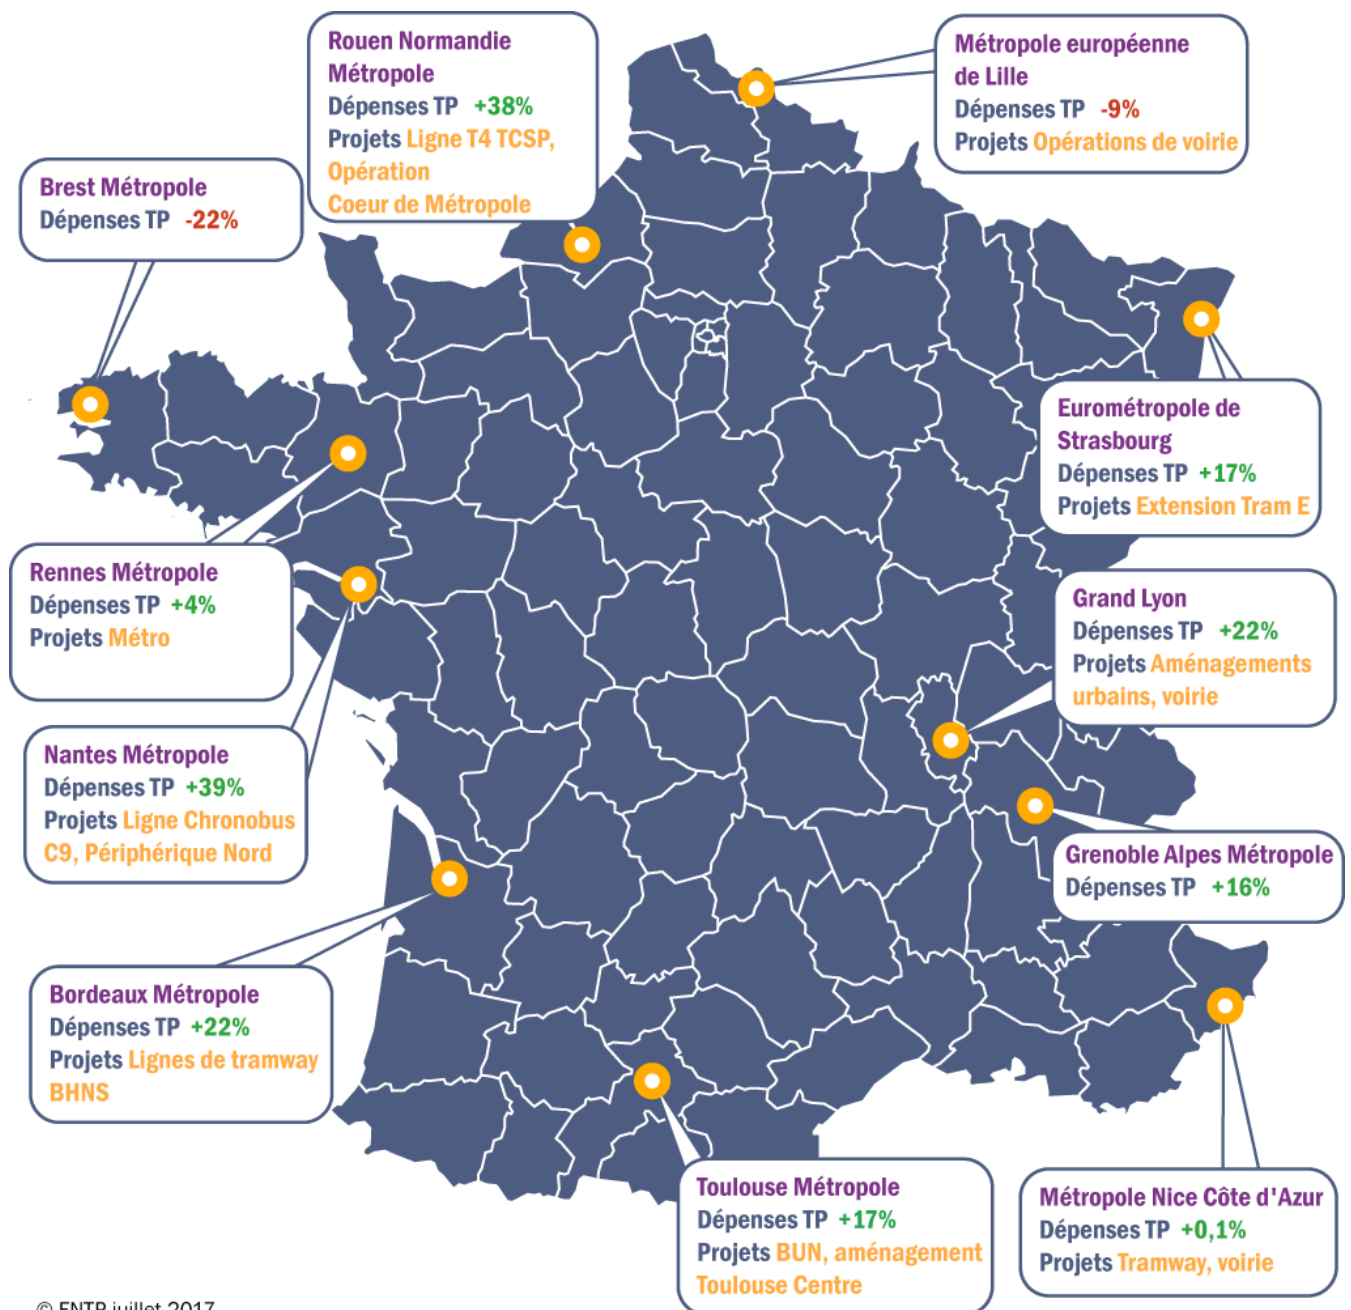 Rouen Normandie
Métropole
Dépenses TP +38%
Projets Ligne T4 TCSP,
Opération
Coeur de Métropole
Métropole européenne
de Lille
Dépenses TP -9%
Projets Opérations de voirie
Brest Métropole
Dépenses TP -22%
Eurométropole de
Strasbourg
Dépenses TP +17%
Projets Extension Tram E
Rennes Métropole
Dépenses TP +4%
Projets Métro
Grand Lyon
Dépenses TP +22%
Projets Aménagements
urbains, voirie
Nantes Métropole
Dépenses TP +39%
Projets Ligne Chronobus
C9, Périphérique Nord
Grenoble Alpes Métropole
Dépenses TP +16%
Bordeaux Métropole
Dépenses TP +22%
Projets Lignes de tramway
BHNS
Toulouse Métropole
Dépenses TP +17%
Projets BUN, aménagement
Toulouse Centre
Métropole Nice Côte d'Azur
Dépenses TP +0,1%
Projets Tramway, voirie
© FNTP juillet 2017